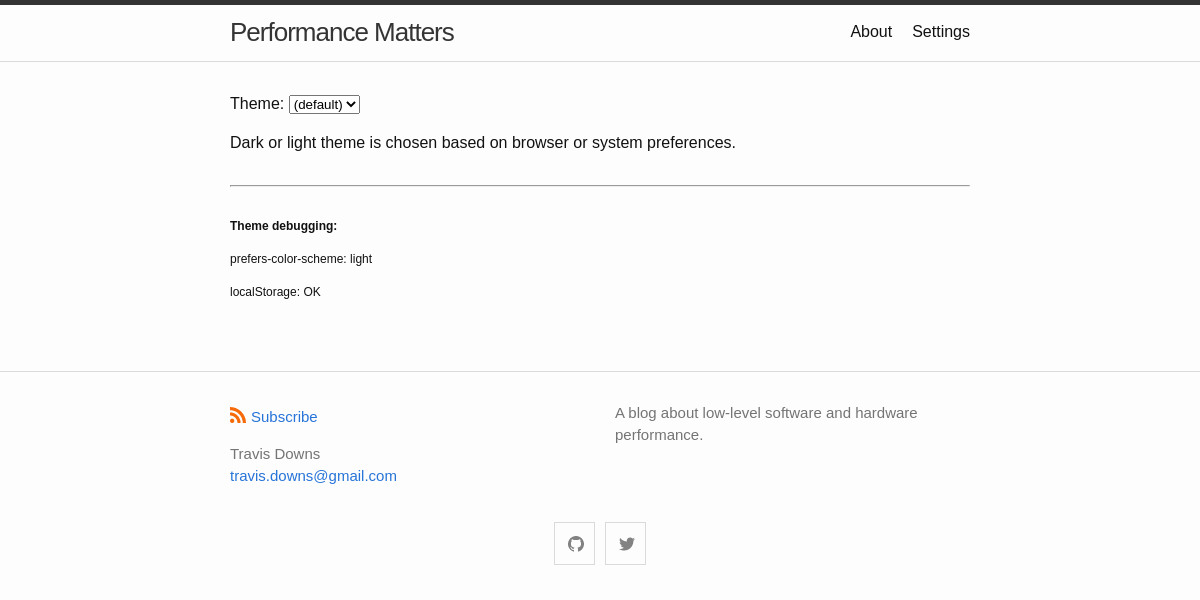 Performance Matters
About Settings
Theme: (default)
Dark or light theme is chosen based on browser or system preferences.
Theme debugging:
prefers-color-scheme: light
localStorage: OK
Subscribe
Travis Downs
travis.downs@gmail.com
A blog about low-level software and hardware
performance.